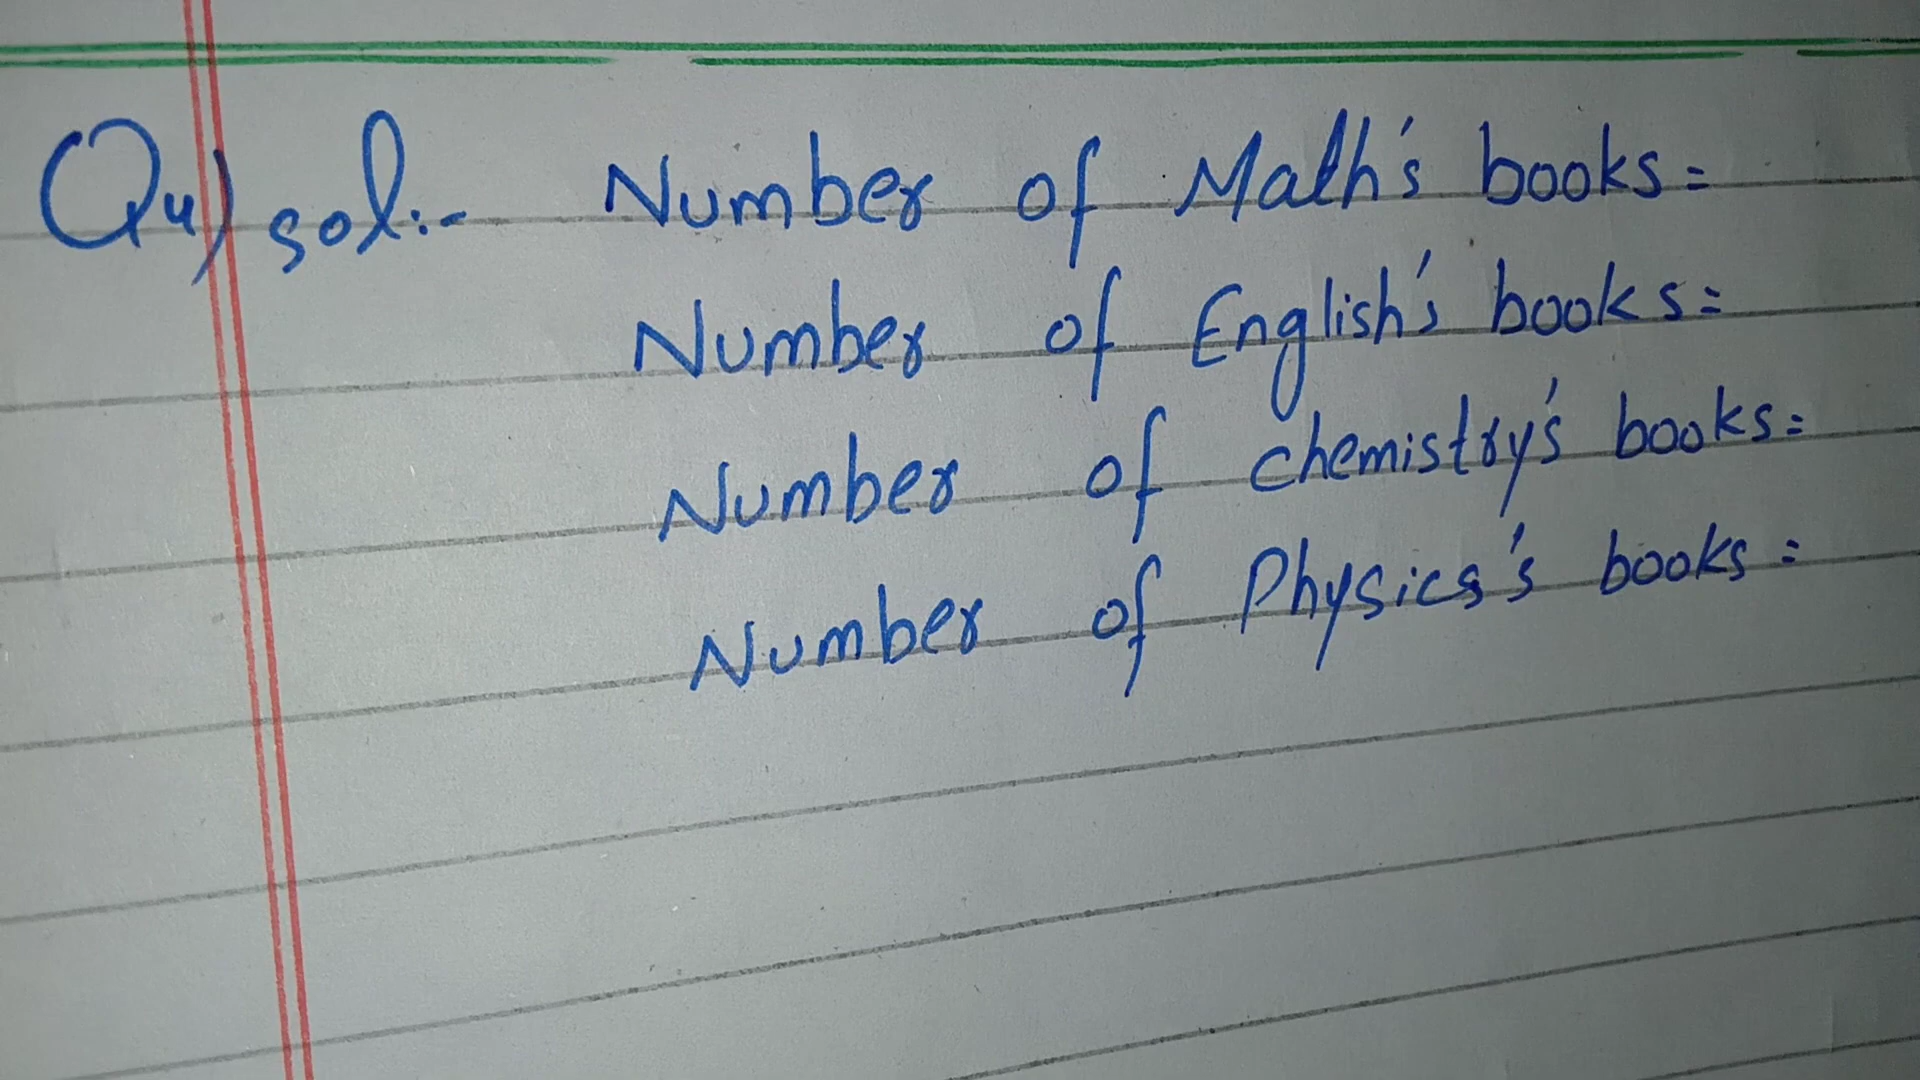 Q4) sol:- Number of Math's books=
Number of English's books=
Number of chemistry's books=
Number of Physics's books=